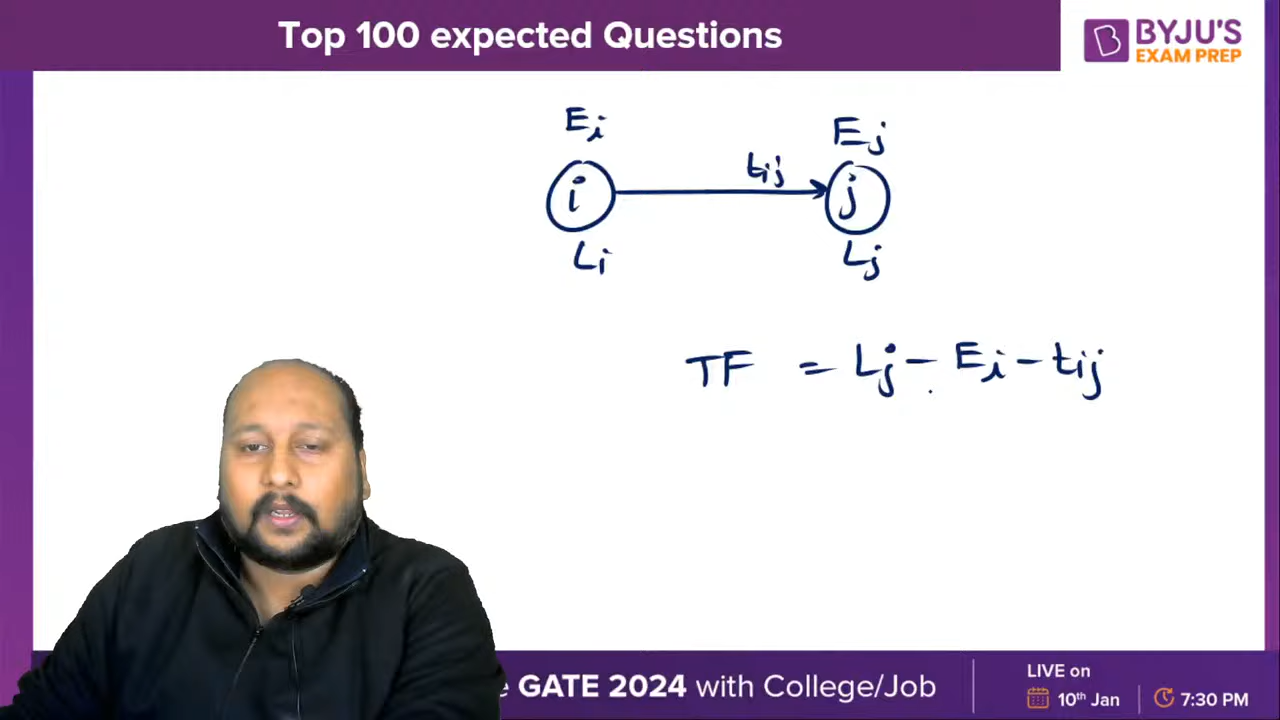 Top 100 expected Questions
BYJU'S
EXAM PREP
Ei
Ej
tij
i
j
Li
Lj
TF = Lj - Ei - tij
GATE 2024 with College/Job
LIVE on
10th Jan
7:30 PM